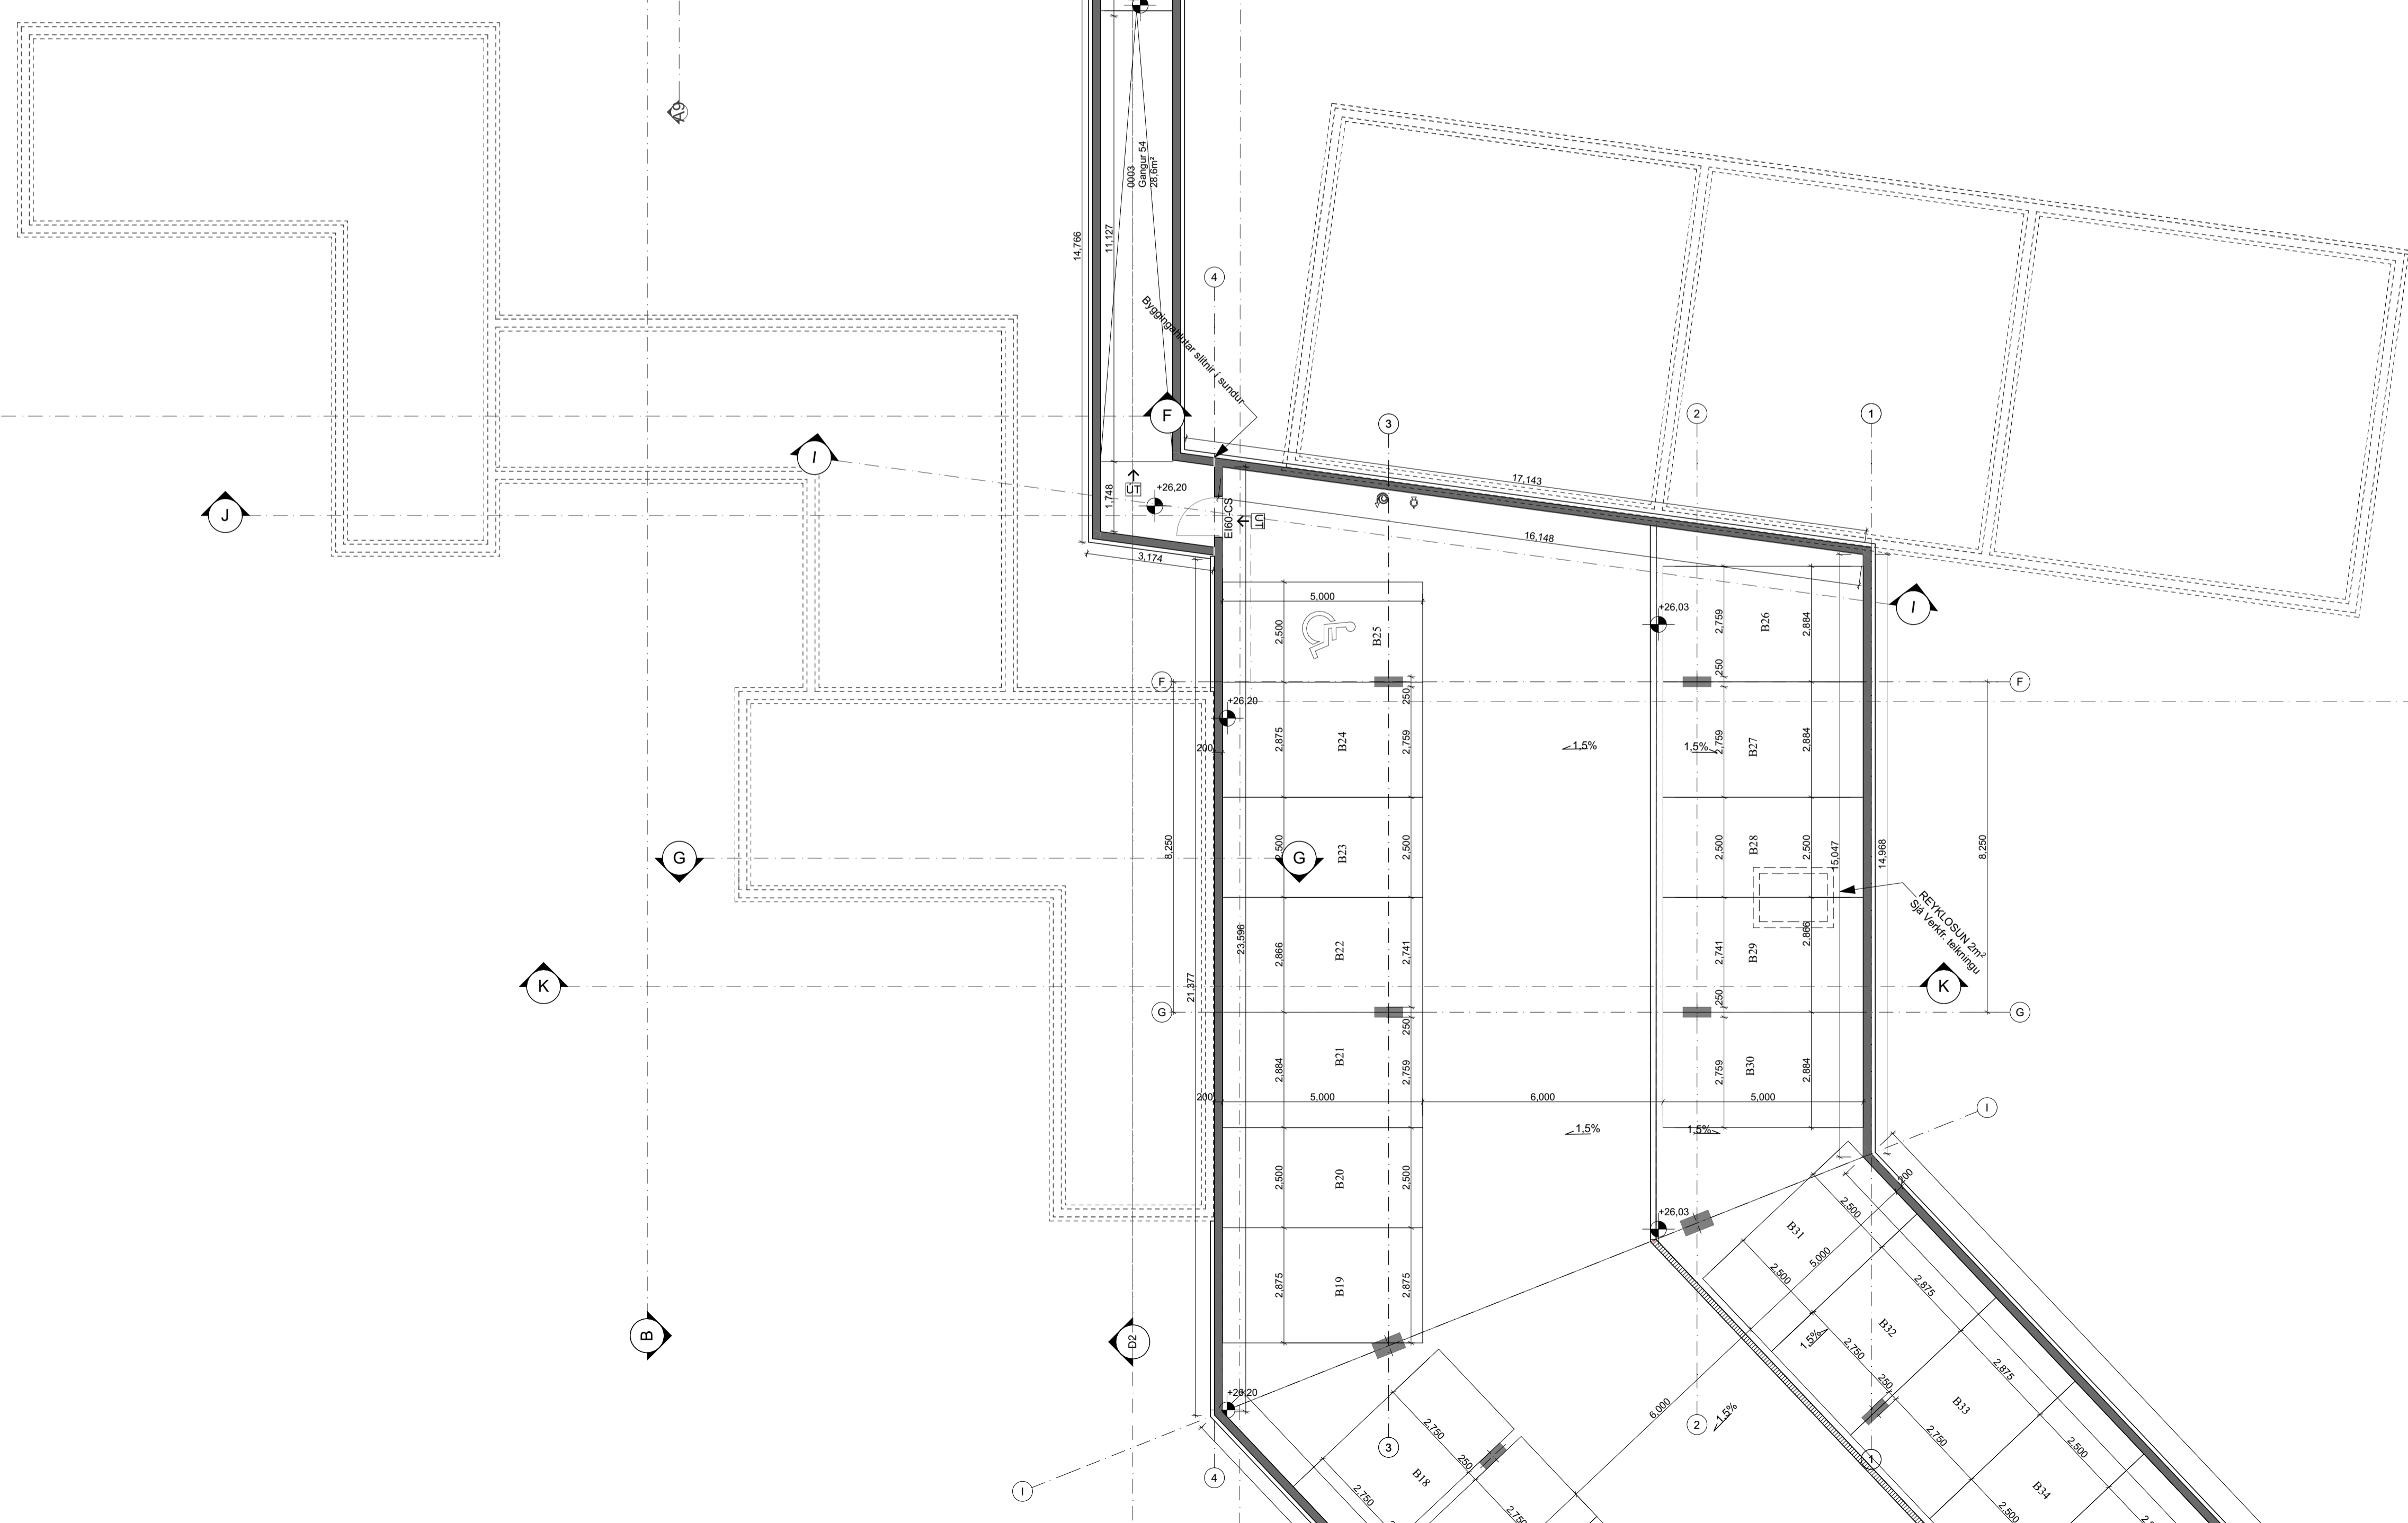 A9
0003
Gangur 54
28,6m²
14,766
11,127
4
Byggingahlutar slitnir í sundur
F
3
2
1
I
J
ÚT
+26,20
1,748
EI60-CS
ÚT
17,143
16,148
3,174
5,000
2,500
B25
+26,03
2,759
B26
2,884
I
250
F
250
F
+26,20
200
2,875
B24
2,759
1,5%
1,5%
2,759
B27
2,884
8,250
G
G
2,500
B23
2,500
2,500
B28
2,500
15,047
14,968
8,250
REYKLOSUN 2m²
Sjá Verkfr. teikningu
23,596
2,866
B22
2,741
2,741
B29
2,866
K
21,377
K
250
G
250
G
2,884
B21
2,759
2,759
B30
2,884
200
5,000
6,000
5,000
I
1,5%
1,5%
2,500
B20
2,500
200
2,500
B31
5,000
2,500
+26,03
2,875
B19
2,875
2,875
B32
1,5%
2,750
2,875
250
B
D2
+26,20
B33
2,750
2,500
2,750
250
B18
2,750
2,750
6,000
1,5%
2
3
1
4
I
B34
2,500